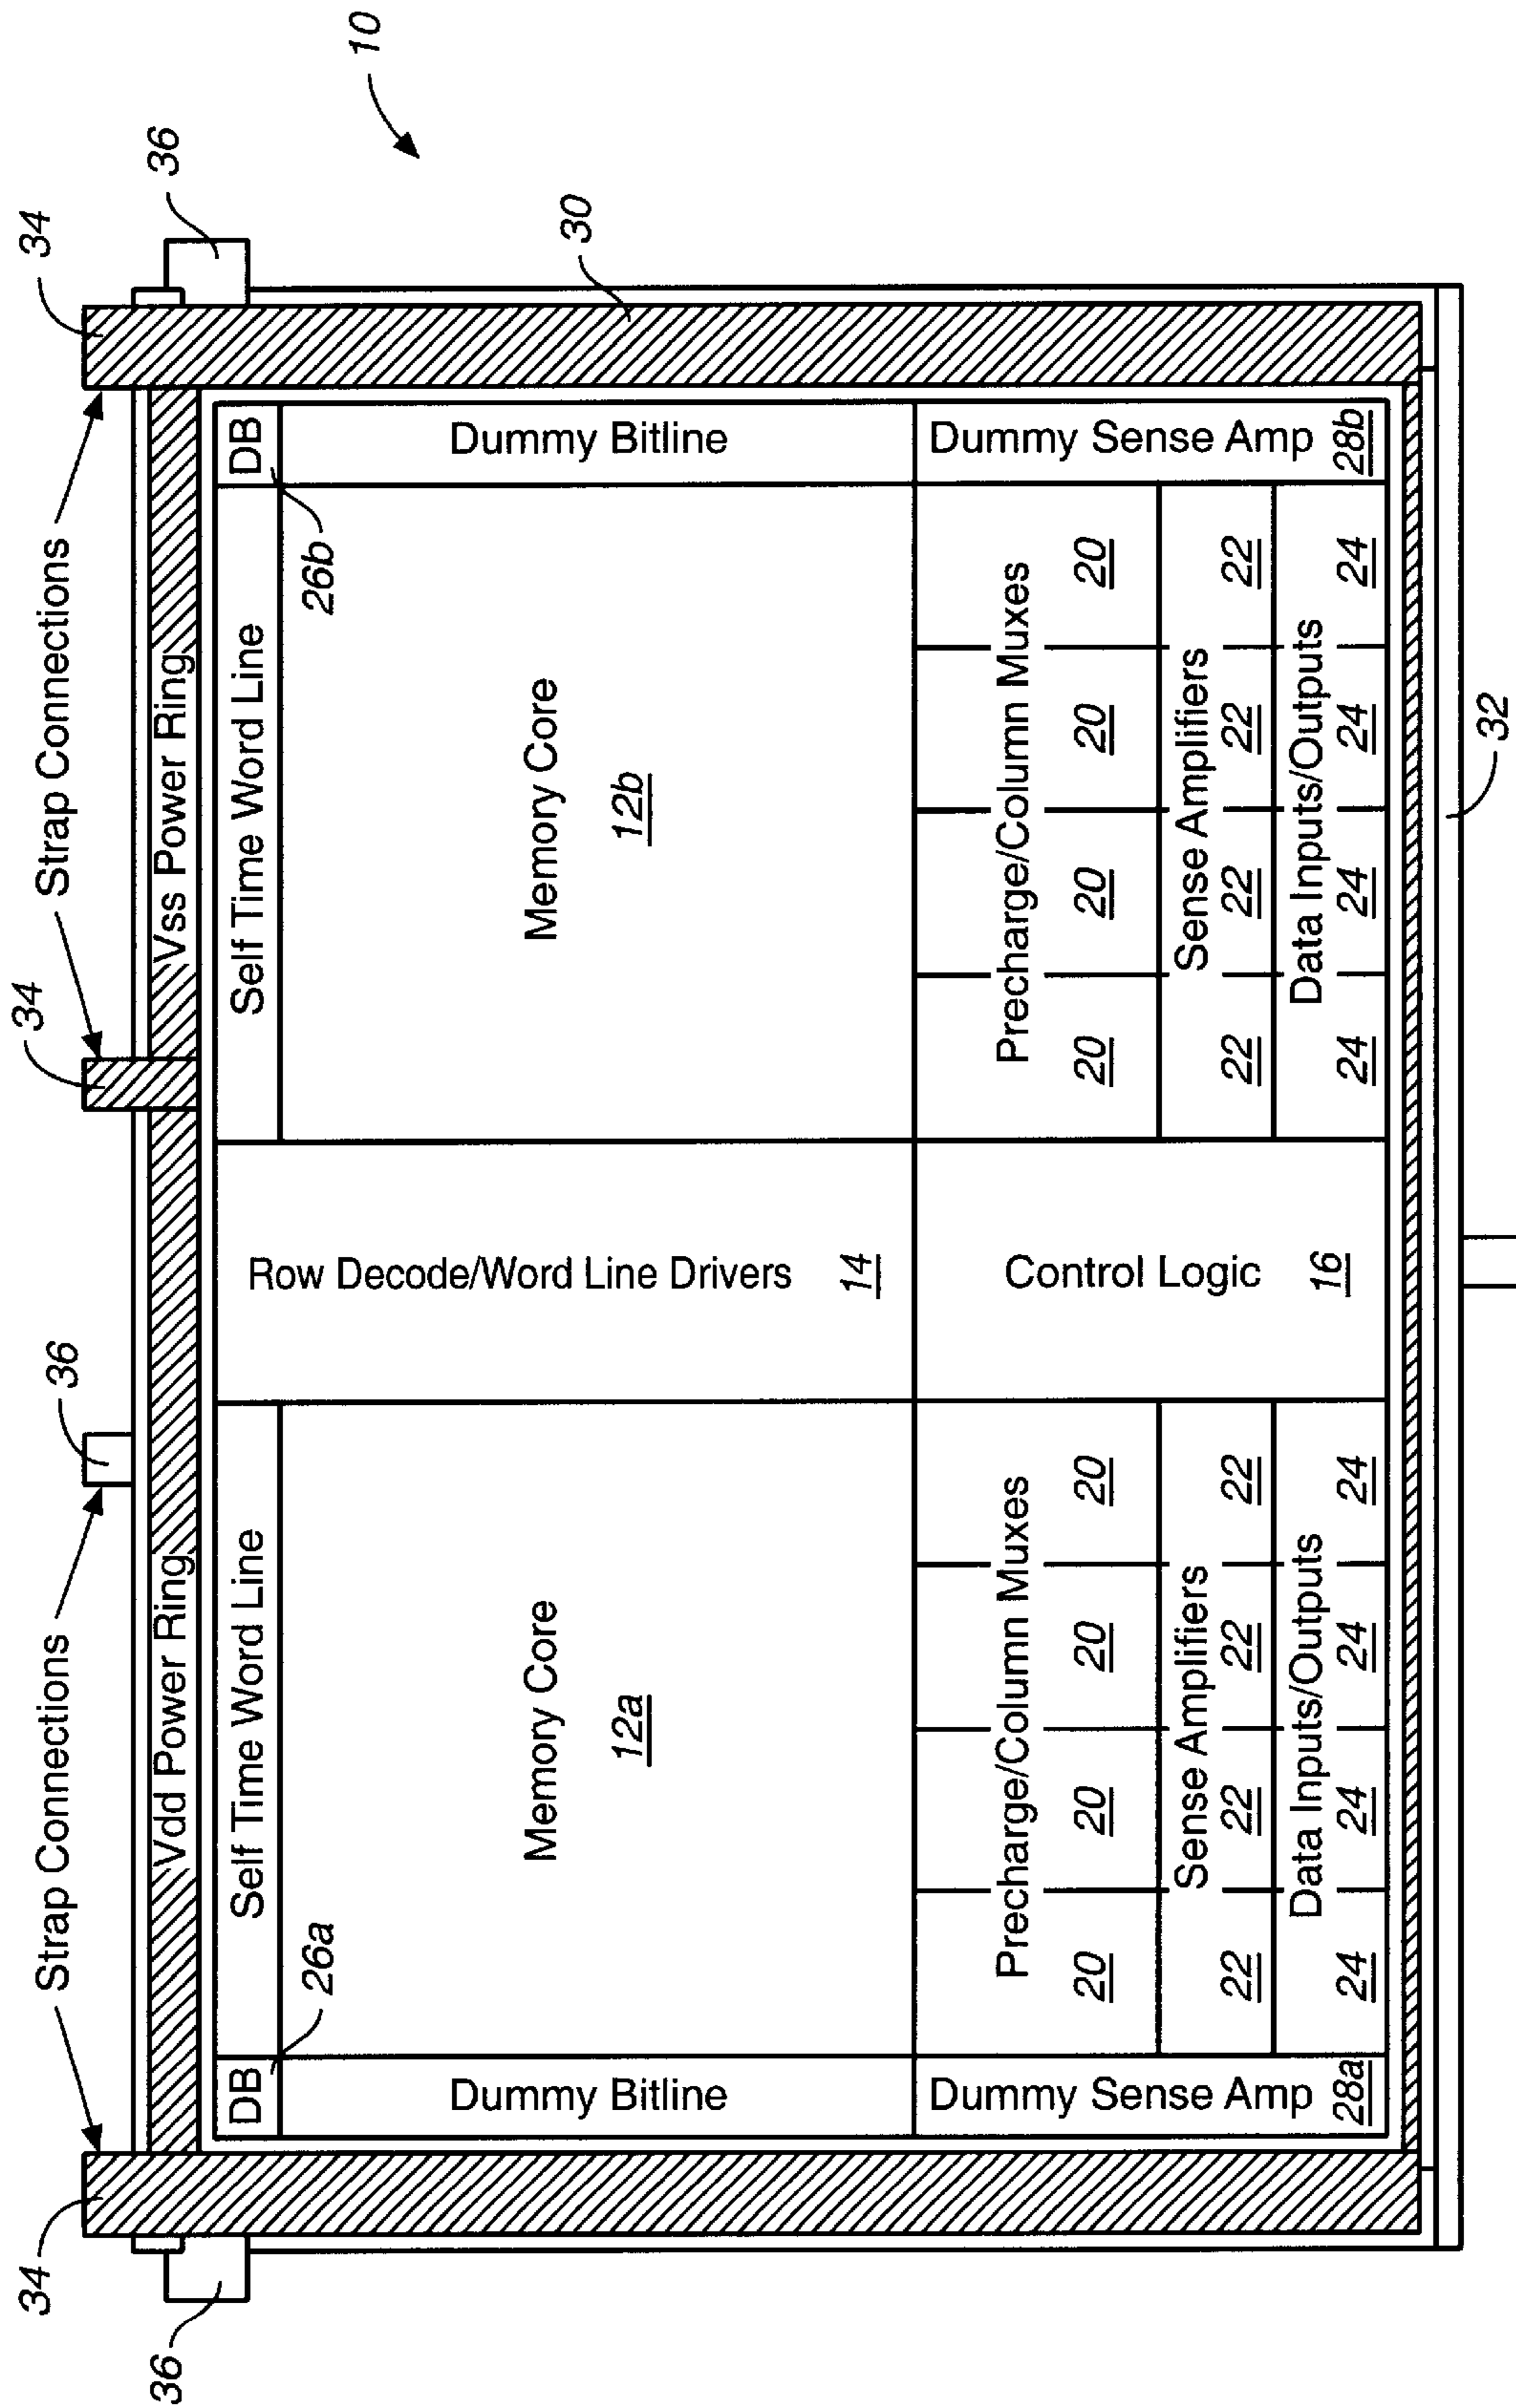 34
36
Strap Connections
36
34
Strap Connections
34
36
10
Vdd Power Ring
Vss Power Ring
DB
Self Time Word Line
Self Time Word Line
DB
26a
26b
30
Dummy Bitline
Memory Core
12a
Row Decode/Word Line Drivers
14
Memory Core
12b
Dummy Bitline
Dummy Sense Amp
28a
Precharge/Column Muxes
20 20 20 20
Sense Amplifiers
22 22 22 22
Data Inputs/Outputs
24 24 24 24
Control Logic
16
Precharge/Column Muxes
20 20 20 20
Sense Amplifiers
22 22 22 22
Data Inputs/Outputs
24 24 24 24
Dummy Sense Amp
28b
32